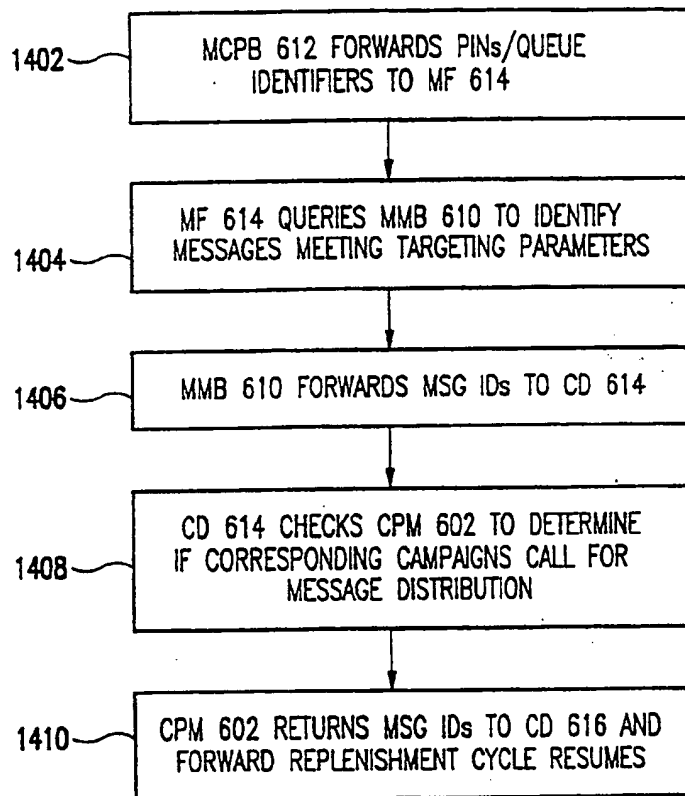 1402
MCPB 612 FORWARDS PINs/QUEUE
IDENTIFIERS TO MF 614
1404
MF 614 QUERIES MMB 610 TO IDENTIFY
MESSAGES MEETING TARGETING PARAMETERS
1406
MMB 610 FORWARDS MSG IDs TO CD 614
1408
CD 614 CHECKS CPM 602 TO DETERMINE
IF CORRESPONDING CAMPAIGNS CALL FOR
MESSAGE DISTRIBUTION
1410
CPM 602 RETURNS MSG IDs TO CD 616 AND
FORWARD REPLENISHMENT CYCLE RESUMES